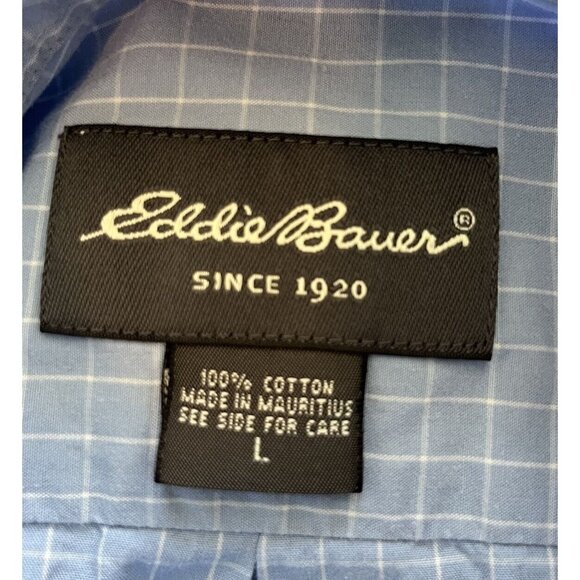 Eddie Bauer®
SINCE 1920
100% COTTON
MADE IN MAURITIUS
SEE SIDE FOR CARE
L